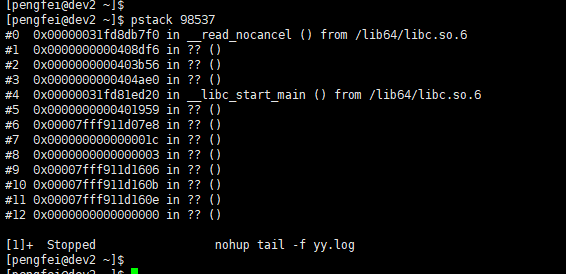 [pengfei@dev2 ~]$
[pengfei@dev2 ~]$ pstack 98537
#0  0x00000031fd8db7f0 in __read_nocancel () from /lib64/libc.so.6
#1  0x0000000000408df6 in ?? ()
#2  0x0000000000403b56 in ?? ()
#3  0x0000000000404ae0 in ?? ()
#4  0x00000031fd81ed20 in __libc_start_main () from /lib64/libc.so.6
#5  0x0000000000401959 in ?? ()
#6  0x00007fff911d07e8 in ?? ()
#7  0x000000000000001c in ?? ()
#8  0x0000000000000003 in ?? ()
#9  0x00007fff911d1606 in ?? ()
#10 0x00007fff911d160b in ?? ()
#11 0x00007fff911d160e in ?? ()
#12 0x0000000000000000 in ?? ()
[1]+  Stopped                 nohup tail -f yy.log
[pengfei@dev2 ~]$
[pengfei@dev2 ~]$